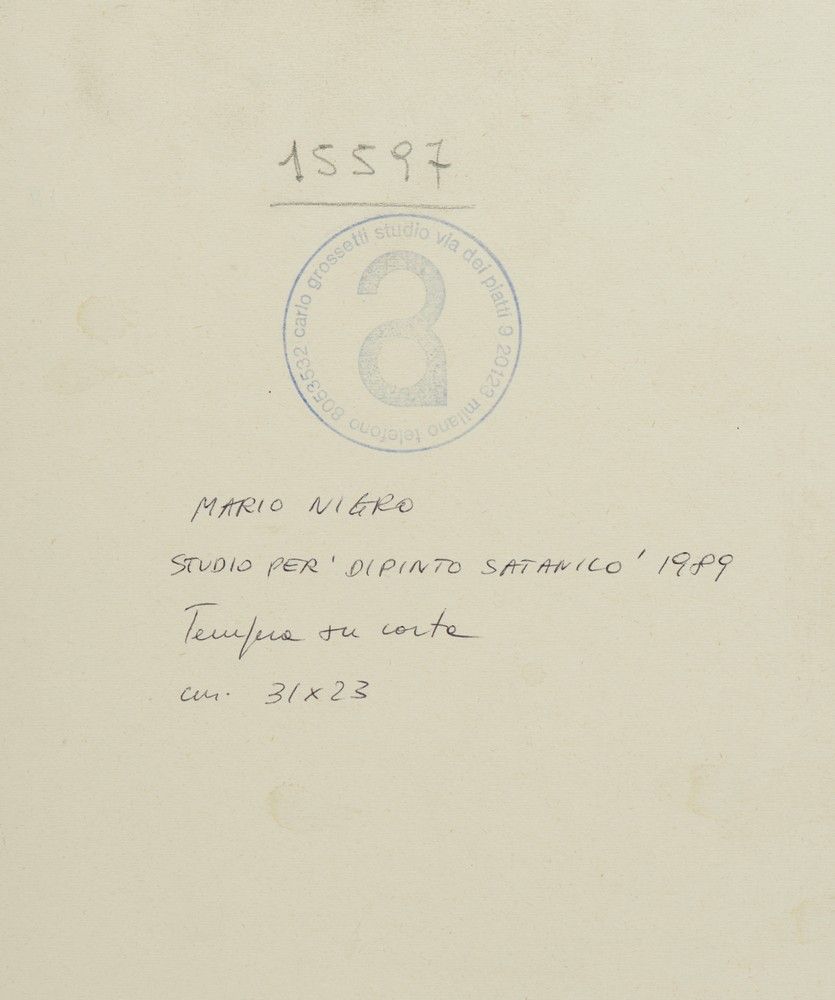 15597
carlo grossetti studio via dei piatti 9 20123 milano telefono 8053532
a
MARIO NIGRO
STUDIO PER 'DIPINTO SATANICO' 1989
Tempera su carta
cm. 31x23